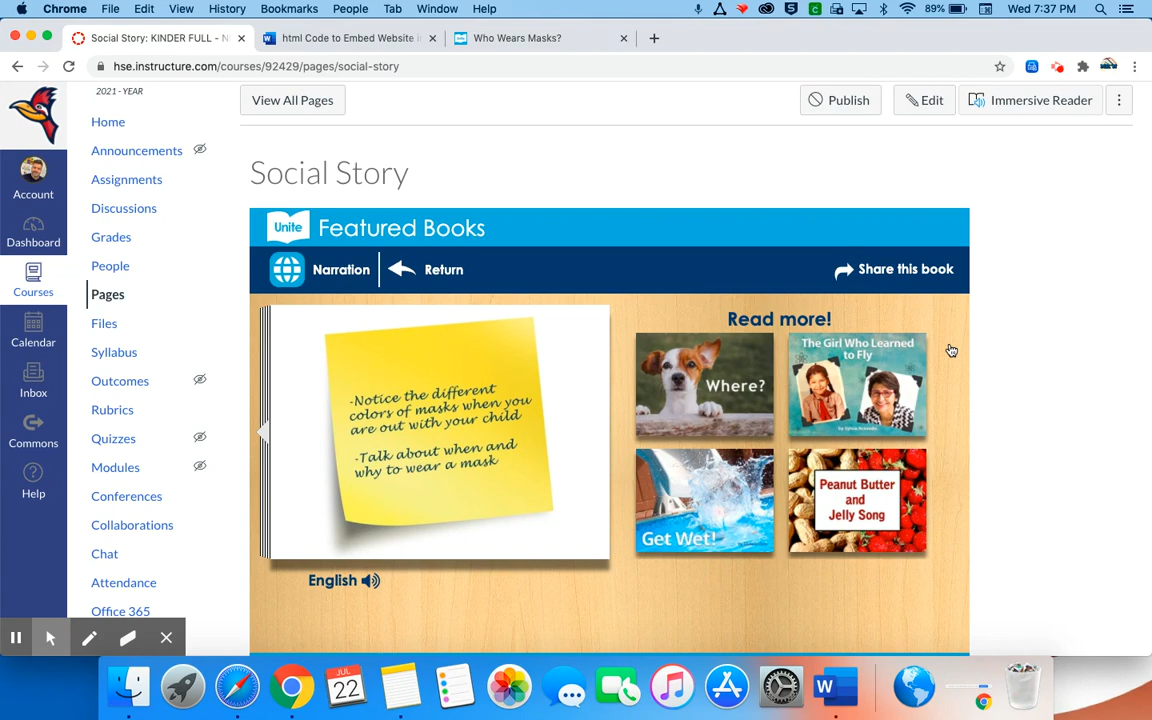 Chrome File Edit View History Bookmarks People Tab Window Help 89% Wed 7:37 PM
Social Story: KINDER FULL - N html Code to Embed Website i Who Wears Masks?
hse.instructure.com/courses/92429/pages/social-story
2021 - YEAR
View All Pages
Publish
Edit
Immersive Reader
Account
Dashboard
Courses
Calendar
Inbox
Commons
Help
Home
Announcements
Assignments
Discussions
Grades
People
Pages
Files
Syllabus
Outcomes
Rubrics
Quizzes
Modules
Conferences
Collaborations
Chat
Attendance
Office 365
Social Story
Unite Featured Books
Narration Return Share this book
-Notice the different
colors of masks when you
are out with your child
-Talk about when and
why to wear a mask
English
Read more!
Where?
The Girl Who Learned
to Fly
Get Wet!
Peanut Butter
and
Jelly Song
JUL
22
W